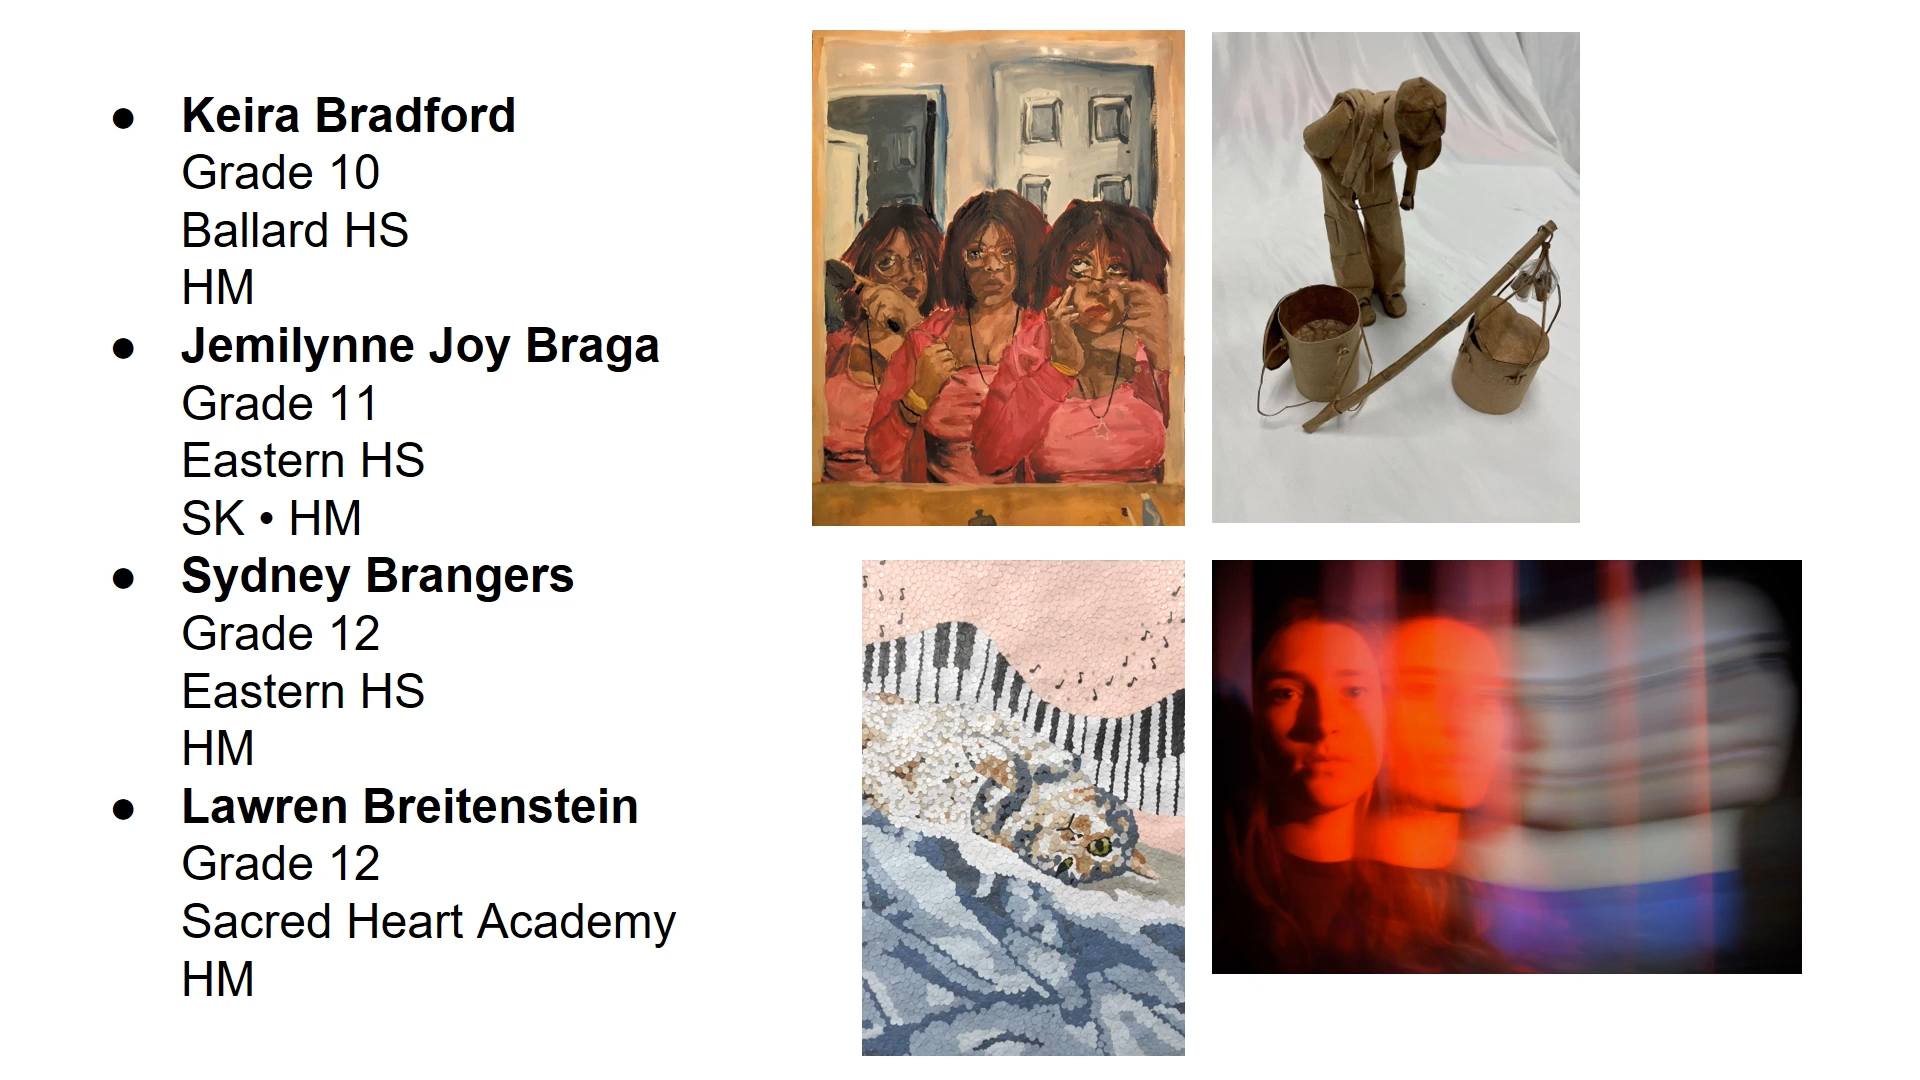 ● Keira Bradford
Grade 10
Ballard HS
HM
● Jemilynne Joy Braga
Grade 11
Eastern HS
SK • HM
● Sydney Brangers
Grade 12
Eastern HS
HM
● Lawren Breitenstein
Grade 12
Sacred Heart Academy
HM